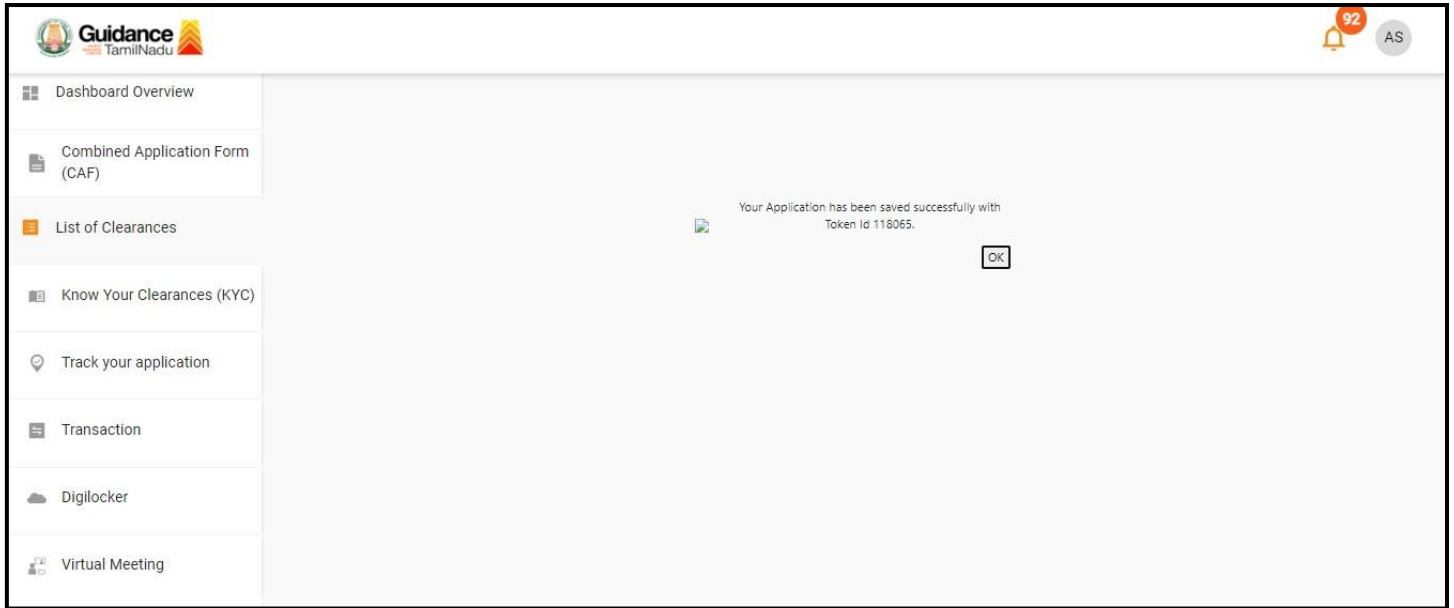 Guidance
TamilNadu
92
AS
Dashboard Overview
Combined Application Form
(CAF)
List of Clearances
Know Your Clearances (KYC)
Track your application
Transaction
Digilocker
Virtual Meeting
Your Application has been saved successfully with
Token Id 118065.
OK